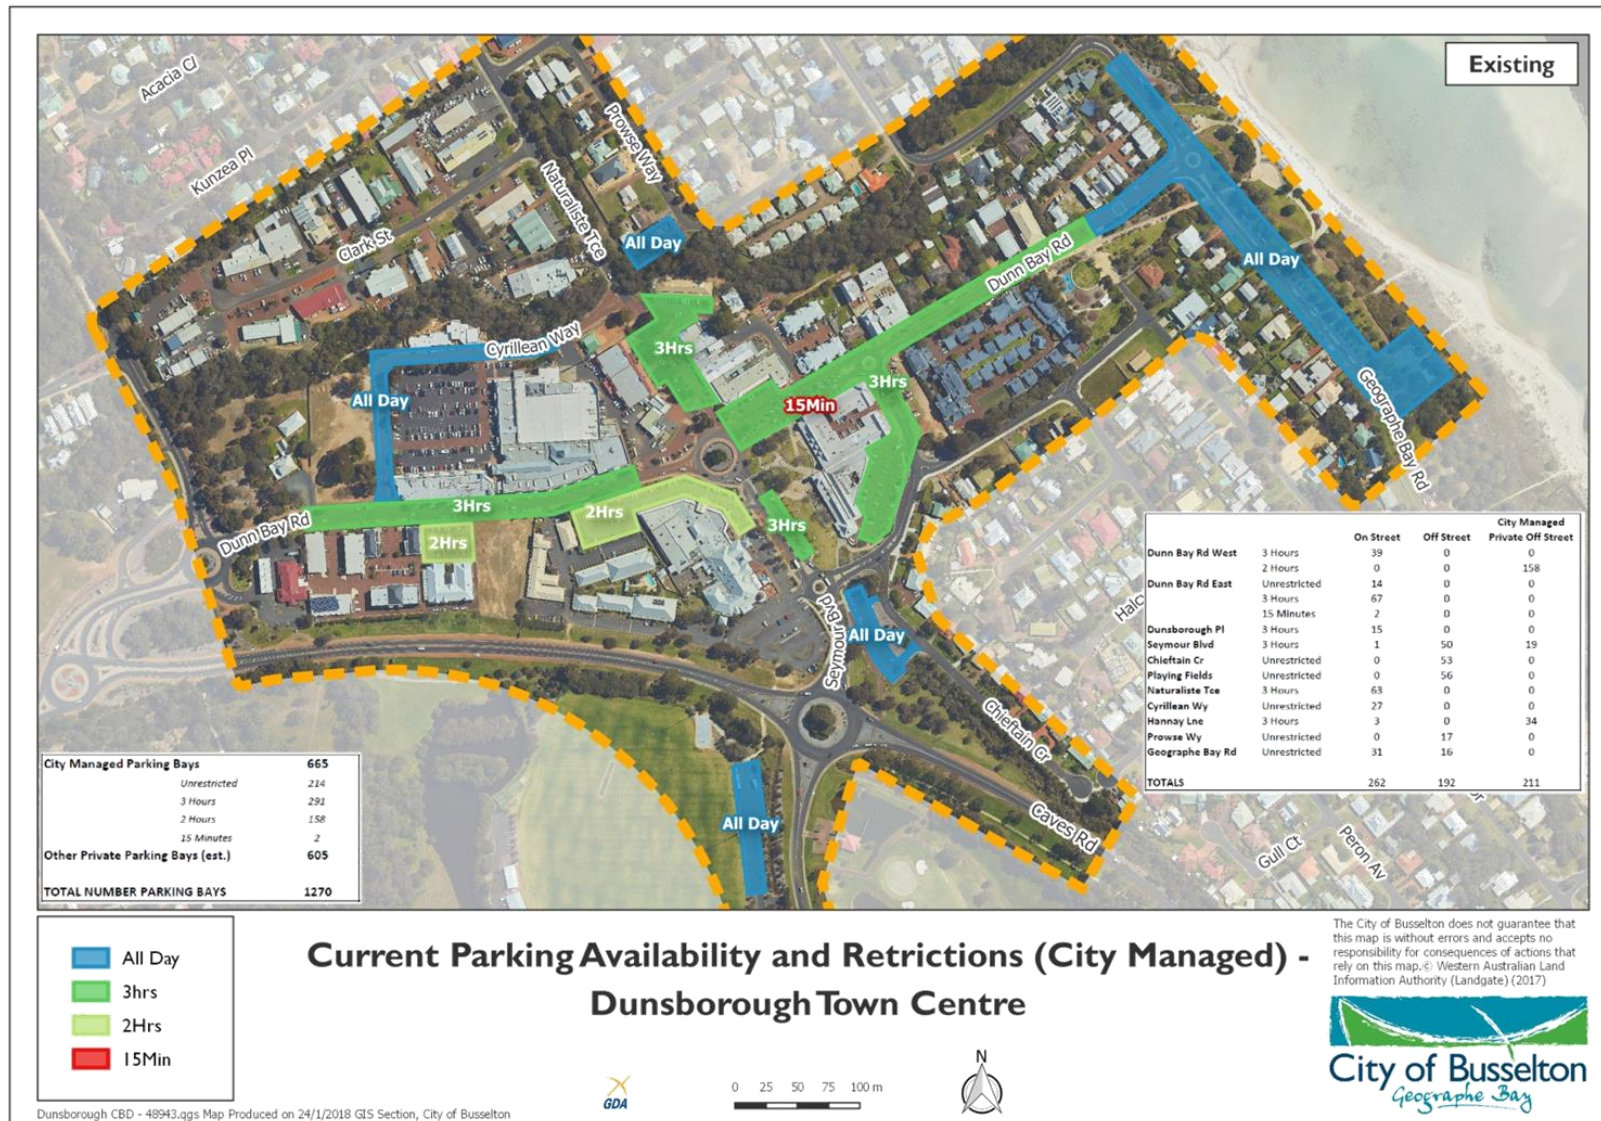 Existing
Acacia Cl
Kunzea Pl
Prowse Way
Naturaliste Tce
Clark St
All Day
Dunn Bay Rd
All Day
Cyrillean Way
3Hrs
3Hrs
15Min
All Day
Geographe Bay Rd
3Hrs
2Hrs
3Hrs
Dunn Bay Rd
2Hrs
Seymour Blvd
All Day
Chieftain Cr
All Day
Caves Rd
Gull Ct
Peron Av
City Managed
On Street Off Street Private Off Street
Dunn Bay Rd West 3 Hours 39 0 0
2 Hours 0 0 158
Dunn Bay Rd East Unrestricted 14 0 0
3 Hours 67 0 0
15 Minutes 2 0 0
Dunsborough Pl 3 Hours 15 0 0
Seymour Blvd 3 Hours 1 50 19
Chieftain Cr Unrestricted 0 53 0
Playing Fields Unrestricted 0 56 0
Naturaliste Tce 3 Hours 63 0 0
Cyrillean Wy Unrestricted 27 0 0
Hannay Lne 3 Hours 3 0 34
Prowse Wy Unrestricted 0 17 0
Geographe Bay Rd Unrestricted 31 16 0
TOTALS 262 192 211
City Managed Parking Bays 665
Unrestricted 214
3 Hours 291
2 Hours 158
15 Minutes 2
Other Private Parking Bays (est.) 605
TOTAL NUMBER PARKING BAYS 1270
All Day
3hrs
2Hrs
15Min
Current Parking Availability and Retrictions (City Managed) -
Dunsborough Town Centre
GDA
0 25 50 75 100 m
N
The City of Busselton does not guarantee that
this map is without errors and accepts no
responsibility for consequences of actions that
rely on this map.© Western Australian Land
Information Authority (Landgate) (2017)
City of Busselton
Geographe Bay
Dunsborough CBD - 48943.qgs Map Produced on 24/1/2018 GIS Section, City of Busselton